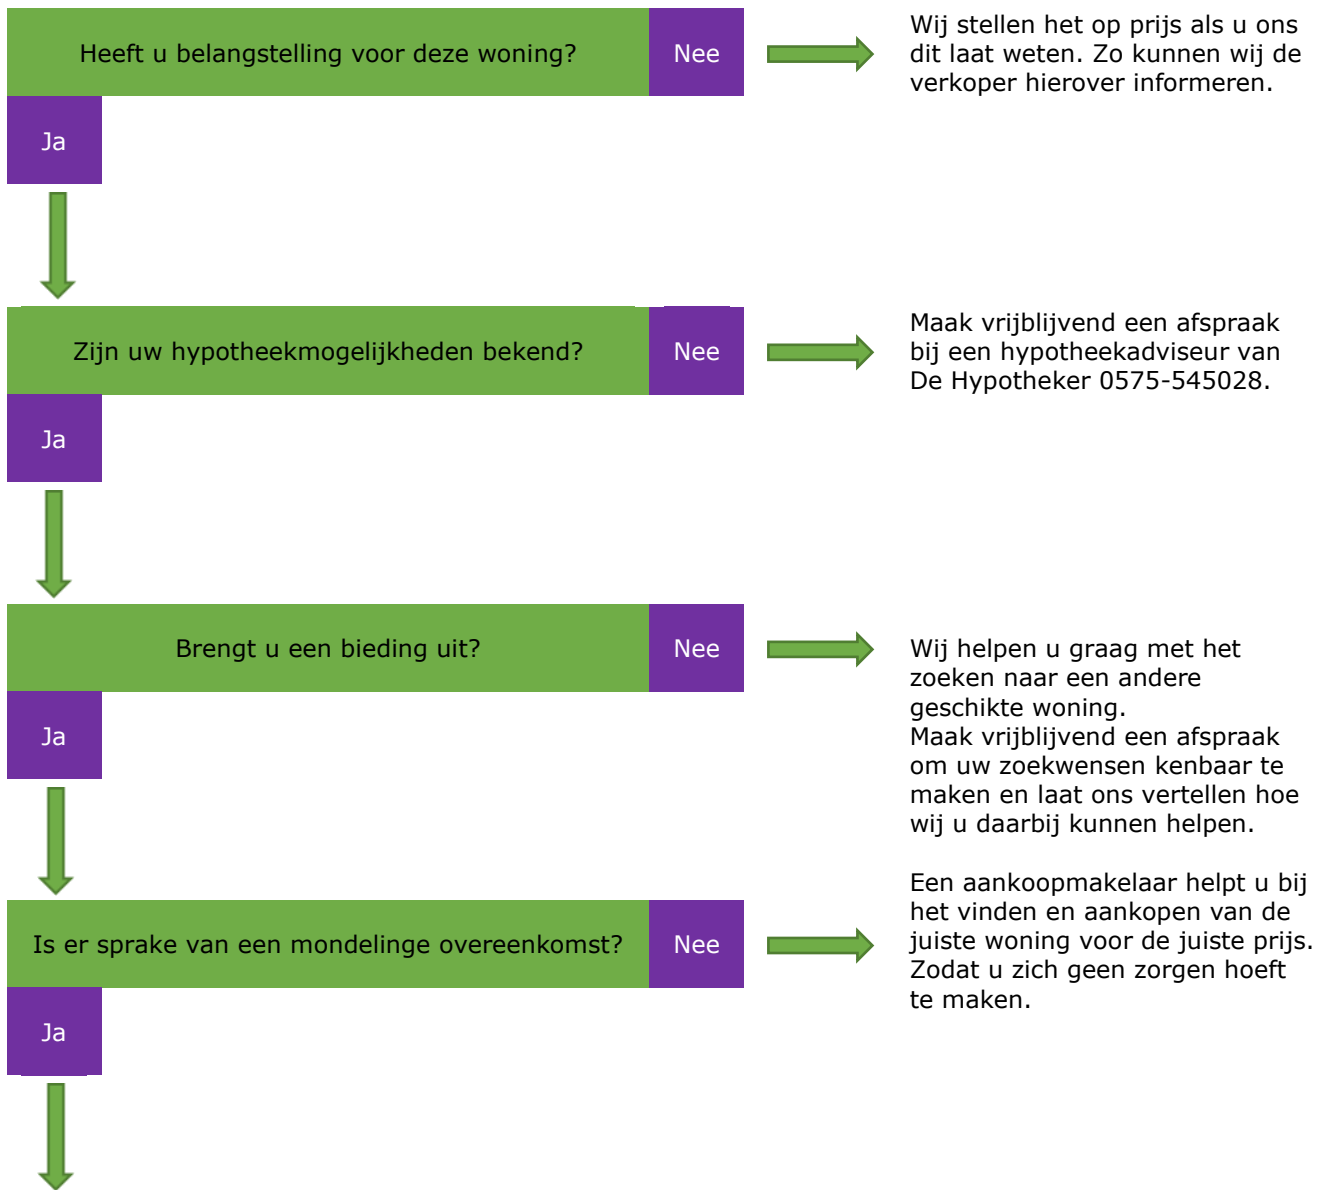 Heeft u belangstelling voor deze woning?
Nee
Wij stellen het op prijs als u ons
dit laat weten. Zo kunnen wij de
verkoper hierover informeren.
Ja
Zijn uw hypotheekmogelijkheden bekend?
Nee
Maak vrijblijvend een afspraak
bij een hypotheekadviseur van
De Hypotheker 0575-545028.
Ja
Brengt u een bieding uit?
Nee
Wij helpen u graag met het
zoeken naar een andere
geschikte woning.
Maak vrijblijvend een afspraak
om uw zoekwensen kenbaar te
maken en laat ons vertellen hoe
wij u daarbij kunnen helpen.
Ja
Is er sprake van een mondelinge overeenkomst?
Nee
Een aankoopmakelaar helpt u bij
het vinden en aankopen van de
juiste woning voor de juiste prijs.
Zodat u zich geen zorgen hoeft
te maken.
Ja